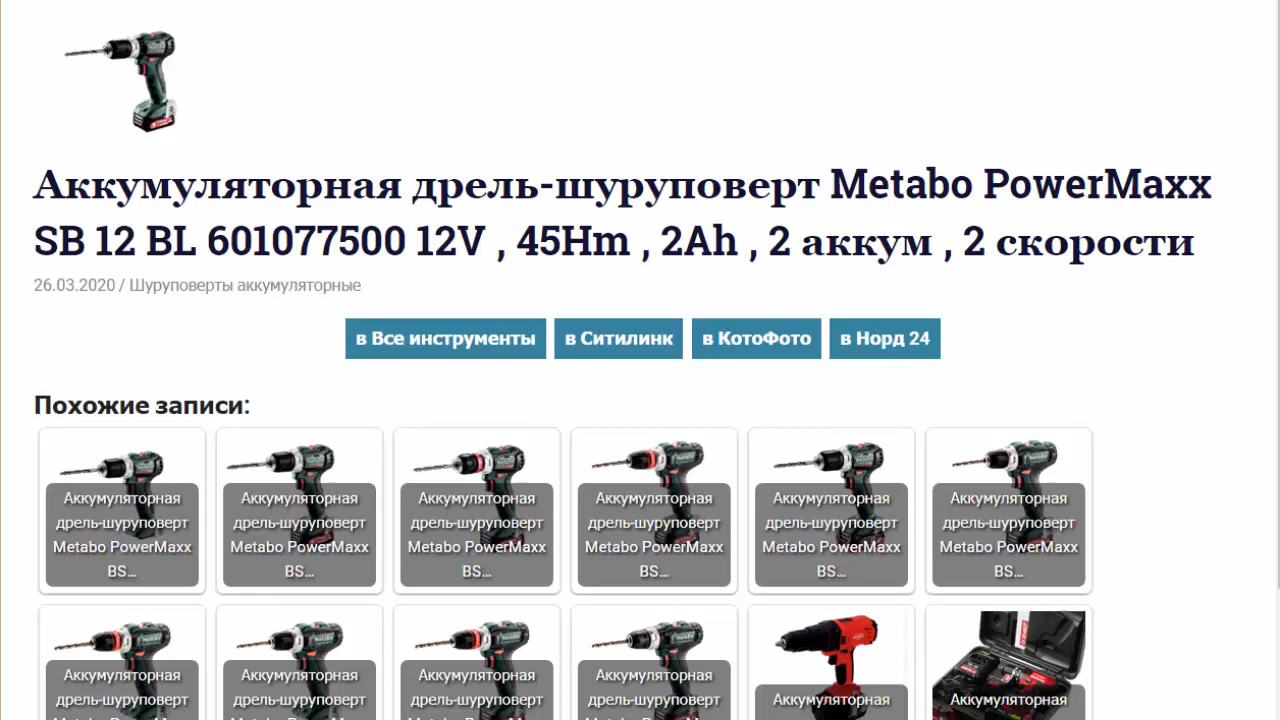 Аккумуляторная дрель-шуруповерт Metabo PowerMaxx
SB 12 BL 601077500 12V , 45Hm , 2Ah , 2 аккум , 2 скорости
26.03.2020 / Шуруповерты аккумуляторные
в Все инструменты
в Ситилинк
в КотоФото
в Норд 24
Похожие записи:
Аккумуляторная
дрель-шуруповерт
Metabo PowerMaxx
BS...
Аккумуляторная
дрель-шуруповерт
Metabo PowerMaxx
BS...
Аккумуляторная
дрель-шуруповерт
Metabo PowerMaxx
BS...
Аккумуляторная
дрель-шуруповерт
Metabo PowerMaxx
BS...
Аккумуляторная
дрель-шуруповерт
Metabo PowerMaxx
BS...
Аккумуляторная
дрель-шуруповерт
Metabo PowerMaxx
BS...
Аккумуляторная
дрель-шуруповерт
Аккумуляторная
дрель-шуруповерт
Аккумуляторная
дрель-шуруповерт
Аккумуляторная
дрель-шуруповерт
Аккумуляторная
Аккумуляторная